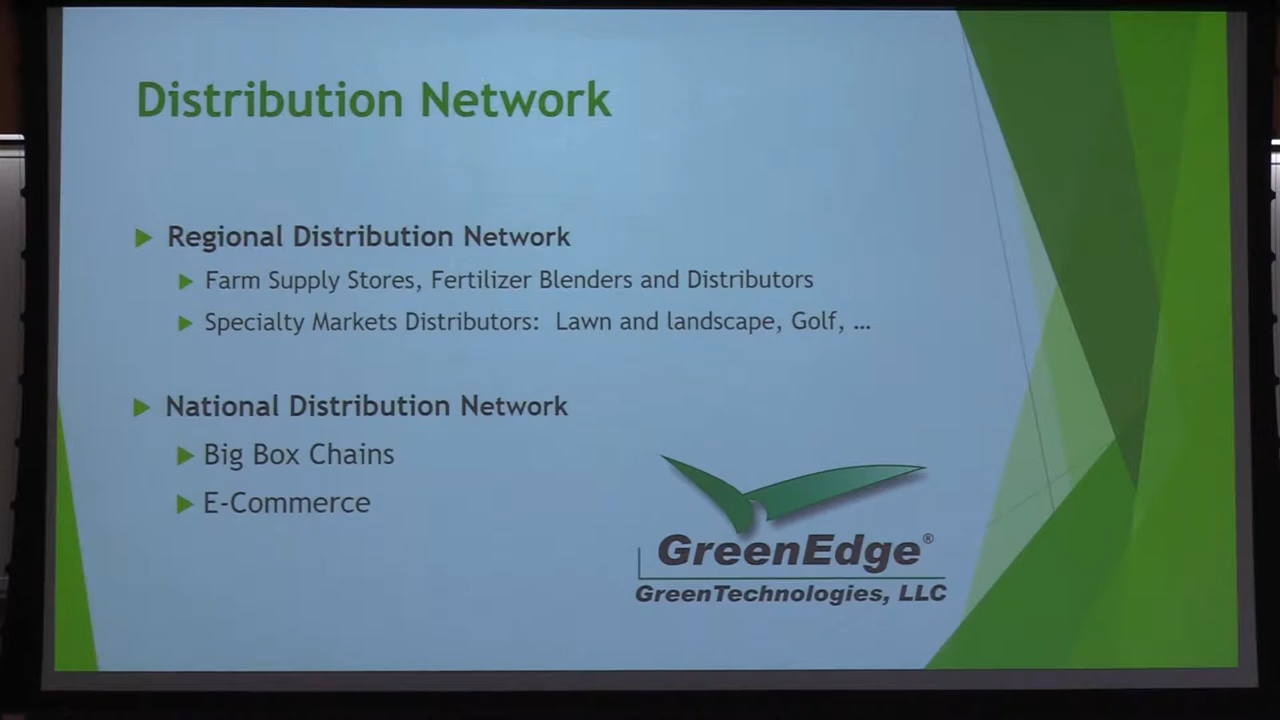 Distribution Network
Regional Distribution Network
Farm Supply Stores, Fertilizer Blenders and Distributors
Specialty Markets Distributors: Lawn and landscape, Golf, ...
National Distribution Network
Big Box Chains
E-Commerce
GreenEdge®
GreenTechnologies, LLC